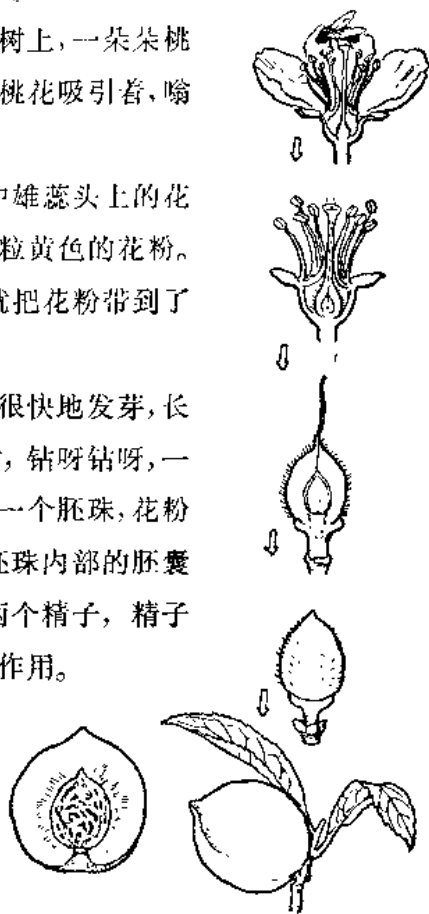 树上，一朵朵桃
桃花吸引着，嗡
中雄蕊头上的花
粒黄色的花粉。
就把花粉带到了
很快地发芽，长
，钻呀钻呀，一
一个胚珠，花粉
胚珠内部的胚囊
两个精子，精子
作用。